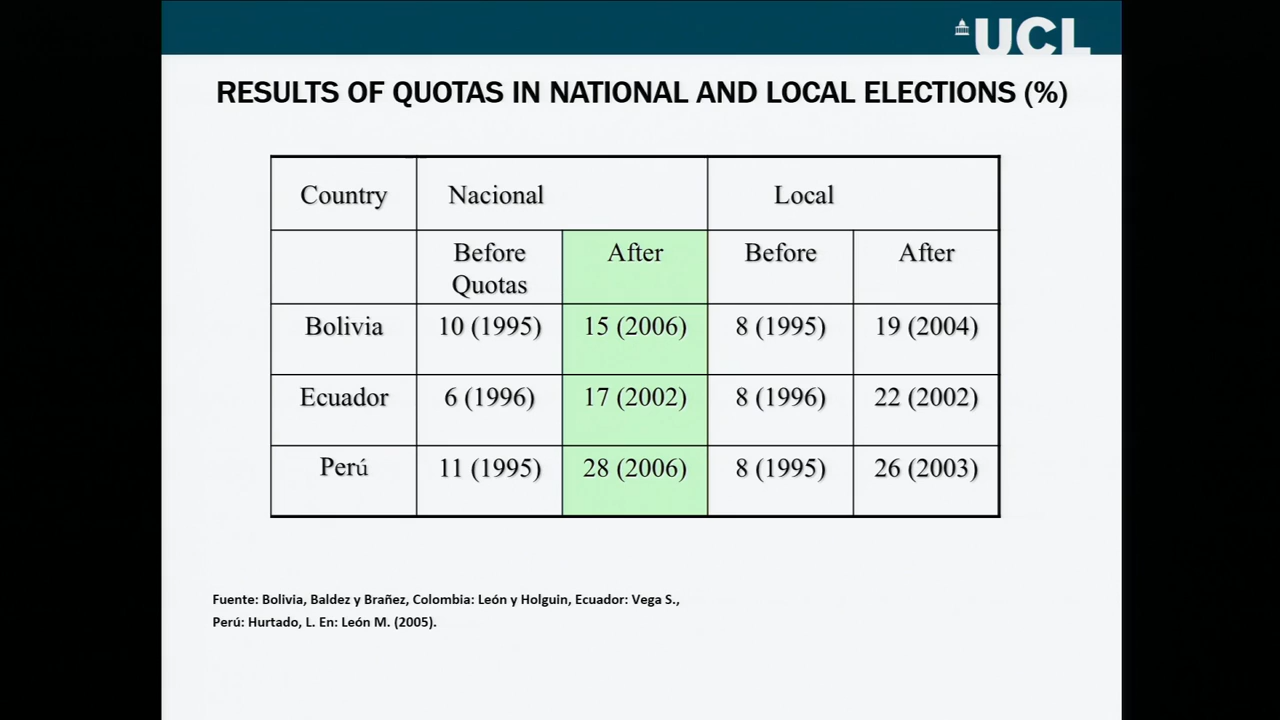 UCL
RESULTS OF QUOTAS IN NATIONAL AND LOCAL ELECTIONS (%)
Country Nacional Local
Before Quotas After Before After
Bolivia 10 (1995) 15 (2006) 8 (1995) 19 (2004)
Ecuador 6 (1996) 17 (2002) 8 (1996) 22 (2002)
Perú 11 (1995) 28 (2006) 8 (1995) 26 (2003)
Fuente: Bolivia, Baldez y Brañez, Colombia: León y Holguin, Ecuador: Vega S.,
Perú: Hurtado, L. En: León M. (2005).